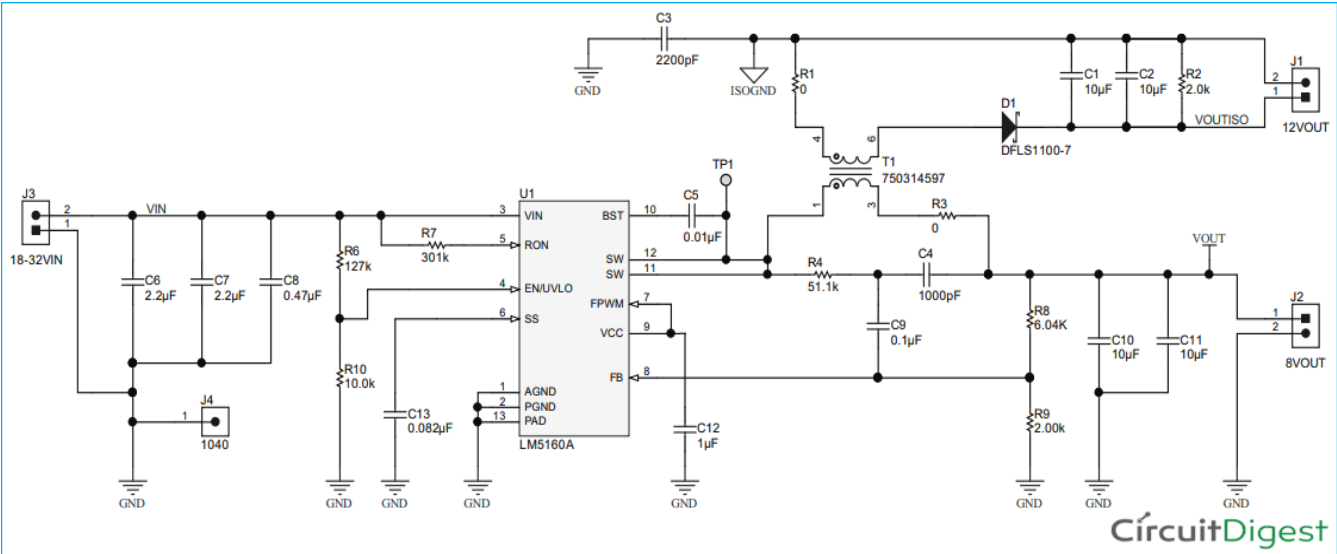 C3
2200pF
GND
ISOGND
R1
0
C1
10µF
C2
10µF
R2
2.0k
J1
2
1
12VOUT
VOUTISO
D1
DFLS1100-7
4
6
T1
750314597
1
3
R3
0
TP1
C5
0.01µF
J3
2
1
18-32VIN
VIN
C6
2.2µF
C7
2.2µF
C8
0.47µF
R6
127k
R7
301k
R10
10.0k
C13
0.082µF
J4
1
1040
U1
3
VIN
5
RON
4
EN/UVLO
6
SS
1
AGND
2
PGND
13
PAD
BST
10
SW
12
SW
11
FPWM
7
VCC
9
FB
8
LM5160A
C12
1µF
R4
51.1k
C4
1000pF
C9
0.1µF
R8
6.04K
R9
2.00k
C10
10µF
C11
10µF
VOUT
J2
1
2
8VOUT
GND
GND
GND
GND
GND
GND
GND
GND
CircuitDigest